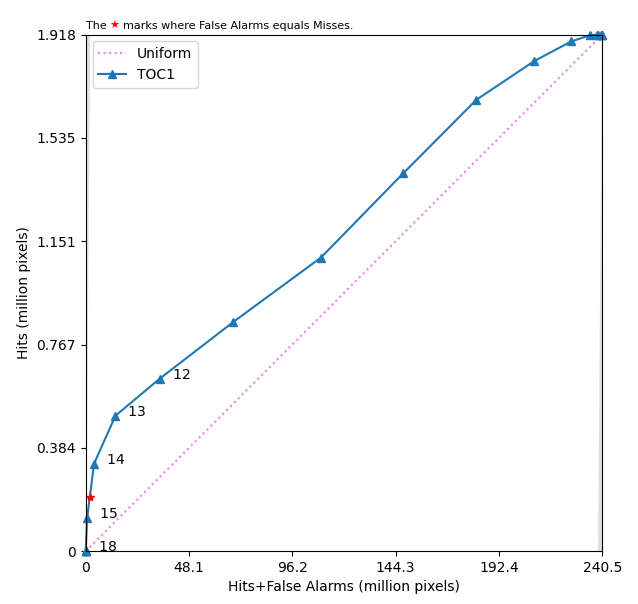 The ★ marks where False Alarms equals Misses.
1.918
Uniform
TOC1
1.535
1.151
Hits (million pixels)
0.767
12
13
0.384
14
15
18
0
0 48.1 96.2 144.3 192.4 240.5
Hits+False Alarms (million pixels)